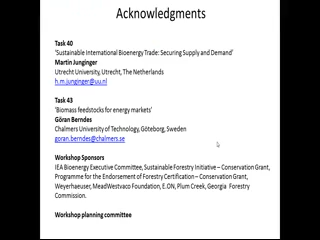 Acknowledgments
Task 40
'Sustainable International Bioenergy Trade: Securing Supply and Demand'
Martin Junginger
Utrecht University, Utrecht, The Netherlands
h.m.junginger@uu.nl
Task 43
'Biomass feedstocks for energy markets'
Göran Berndes
Chalmers University of Technology, Göteborg, Sweden
goran.berndes@chalmers.se
Workshop Sponsors
IEA Bioenergy Executive Committee, Sustainable Forestry Initiative – Conservation Grant,
Programme for the Endorsement of Forestry Certification – Conservation Grant,
Weyerhaeuser, MeadWestvaco Foundation, E.ON, Plum Creek, Georgia Forestry
Commission.
Workshop planning committee